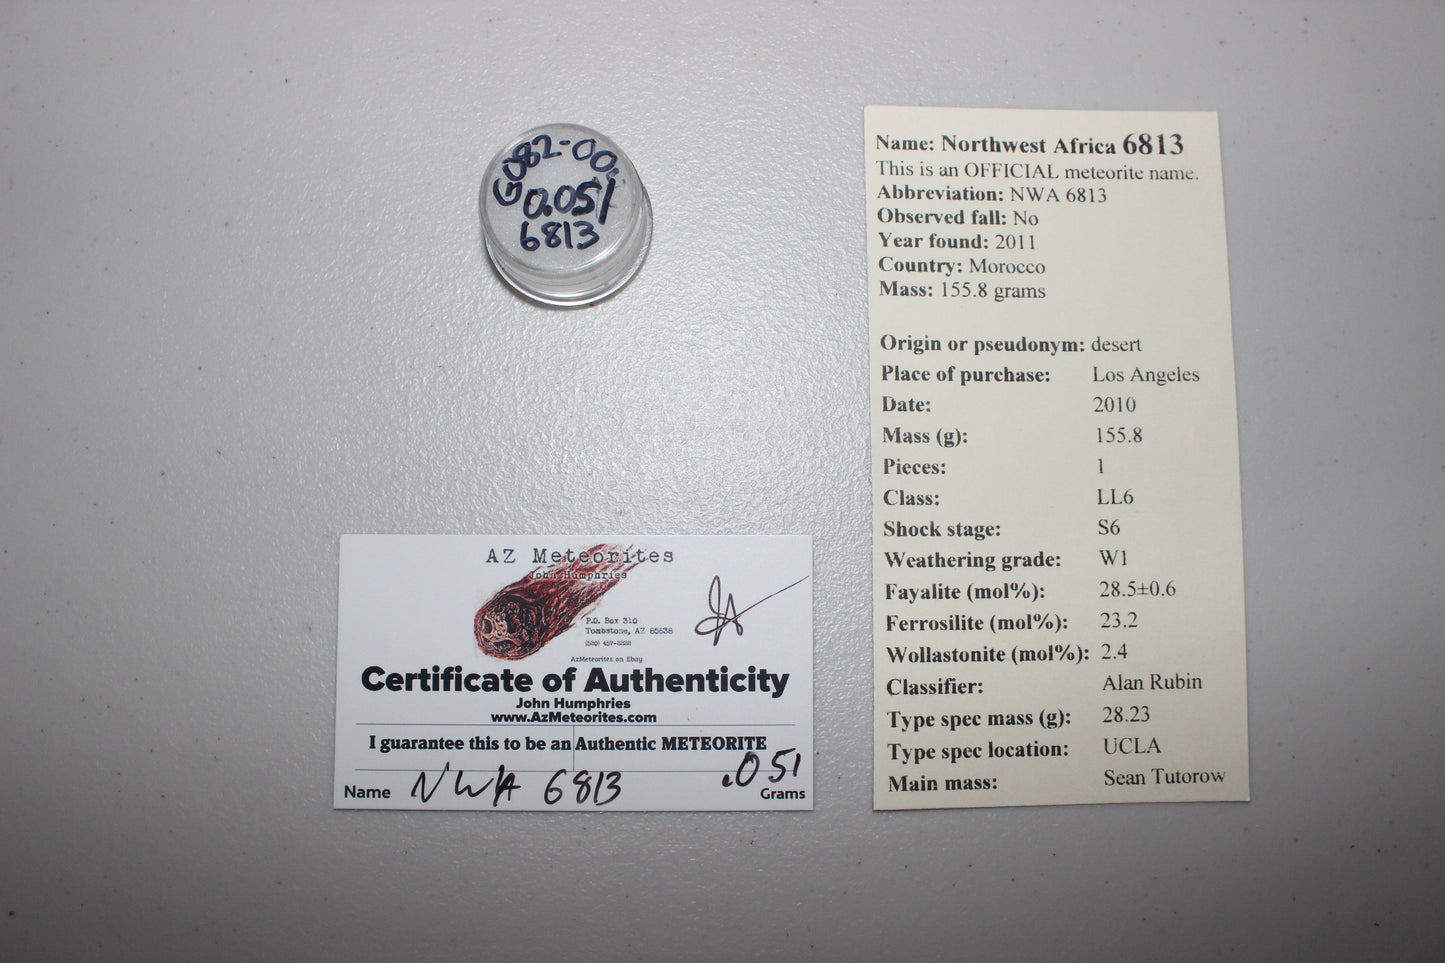 G082-00
0.051
6813
AZ Meteorites
John Humphries
P.O. Box 310
Tombstone, AZ 85638
AzMeteorites on Ebay
Certificate of Authenticity
John Humphries
www.AzMeteorites.com
I guarantee this to be an Authentic METEORITE
Name NWA 6813 .051 Grams
Name: Northwest Africa 6813
This is an OFFICIAL meteorite name.
Abbreviation: NWA 6813
Observed fall: No
Year found: 2011
Country: Morocco
Mass: 155.8 grams
Origin or pseudonym: desert
Place of purchase: Los Angeles
Date: 2010
Mass (g): 155.8
Pieces: 1
Class: LL6
Shock stage: S6
Weathering grade: W1
Fayalite (mol%): 28.5±0.6
Ferrosilite (mol%): 23.2
Wollastonite (mol%): 2.4
Classifier: Alan Rubin
Type spec mass (g): 28.23
Type spec location: UCLA
Main mass: Sean Tutorow